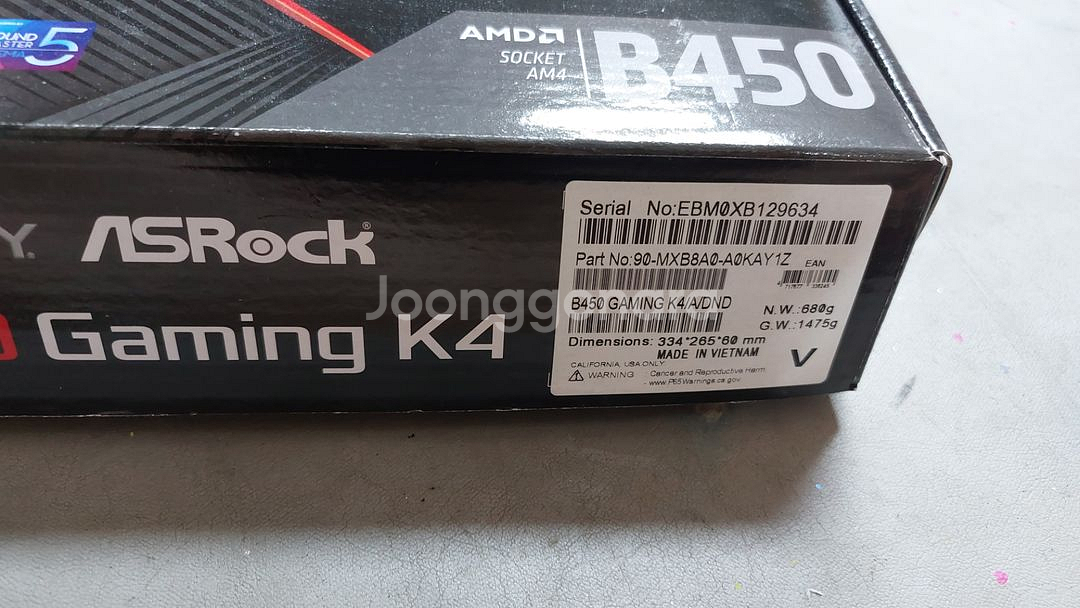 5
AMD
SOCKET
AM4
B450
Y.
ASRock®
Gaming K4
Serial No:EBM0XB129634
Part No:90-MXB8A0-A0KAY1Z
EAN
B450 GAMING K4/A/DND
N.W.:680g
G.W.:1475g
Dimensions: 334*265*60 mm
MADE IN VIETNAM
V
CALIFORNIA, USA ONLY
WARNING
Cancer and Reproductive Harm
- www.P65Warnings.ca.gov